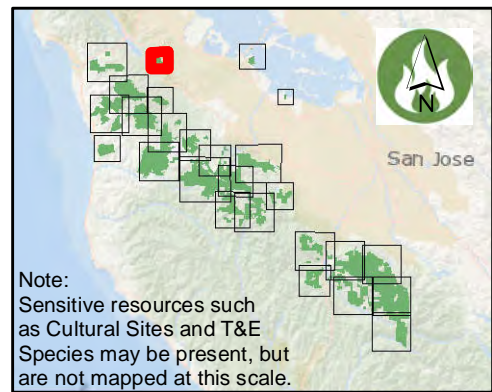 N
San Jose
Note:
Sensitive resources such
as Cultural Sites and T&E
Species may be present, but
are not mapped at this scale.